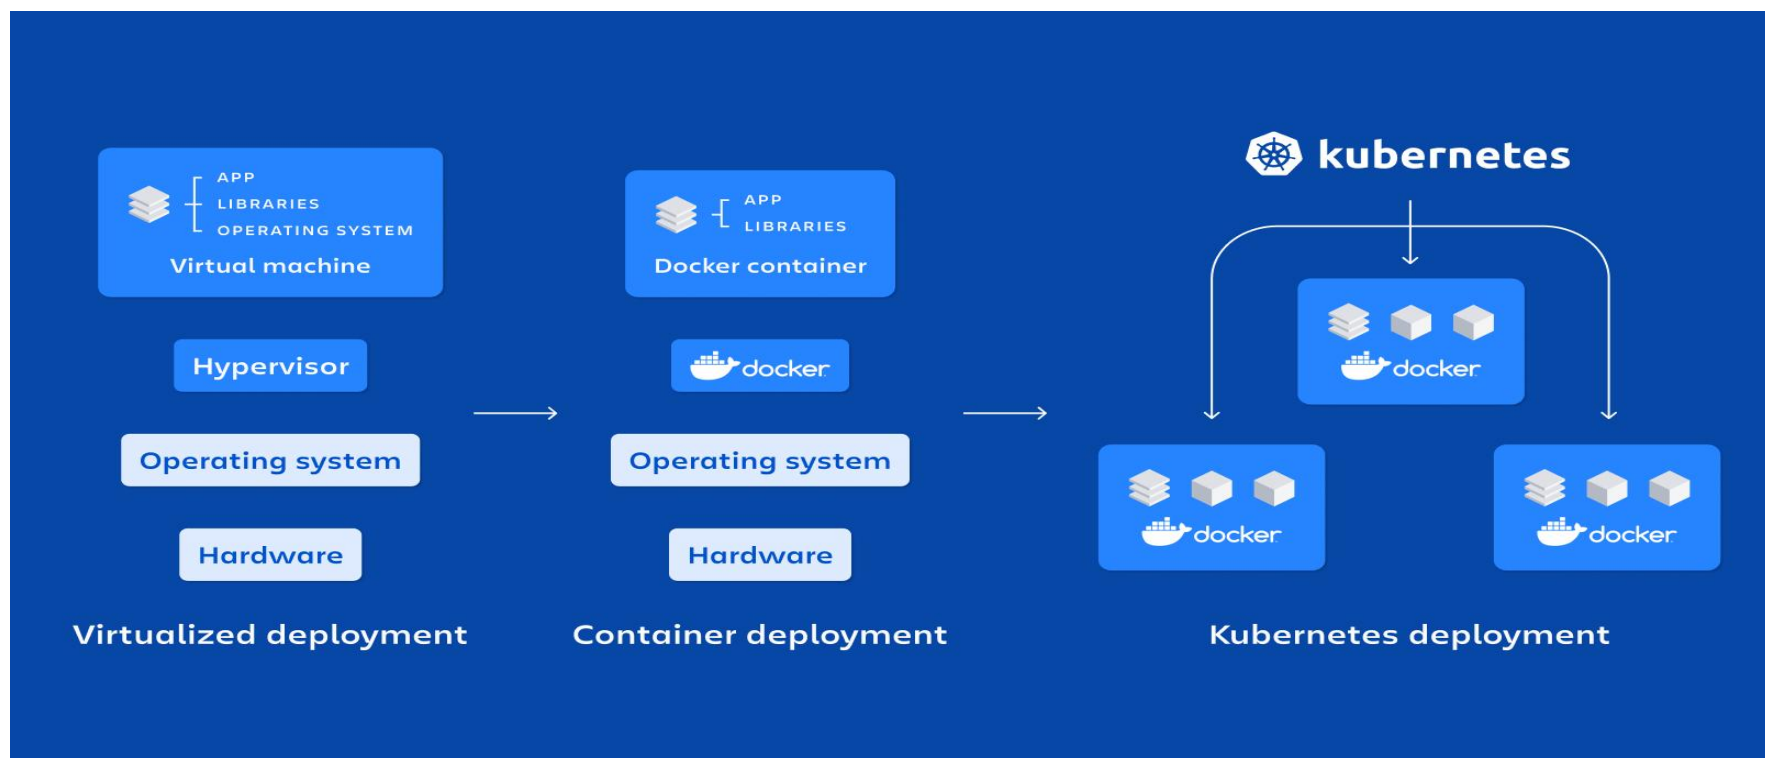 APP
LIBRARIES
OPERATING SYSTEM
Virtual machine
Hypervisor
Operating system
Hardware
Virtualized deployment
APP
LIBRARIES
Docker container
docker
Operating system
Hardware
Container deployment
kubernetes
docker
docker
docker
Kubernetes deployment